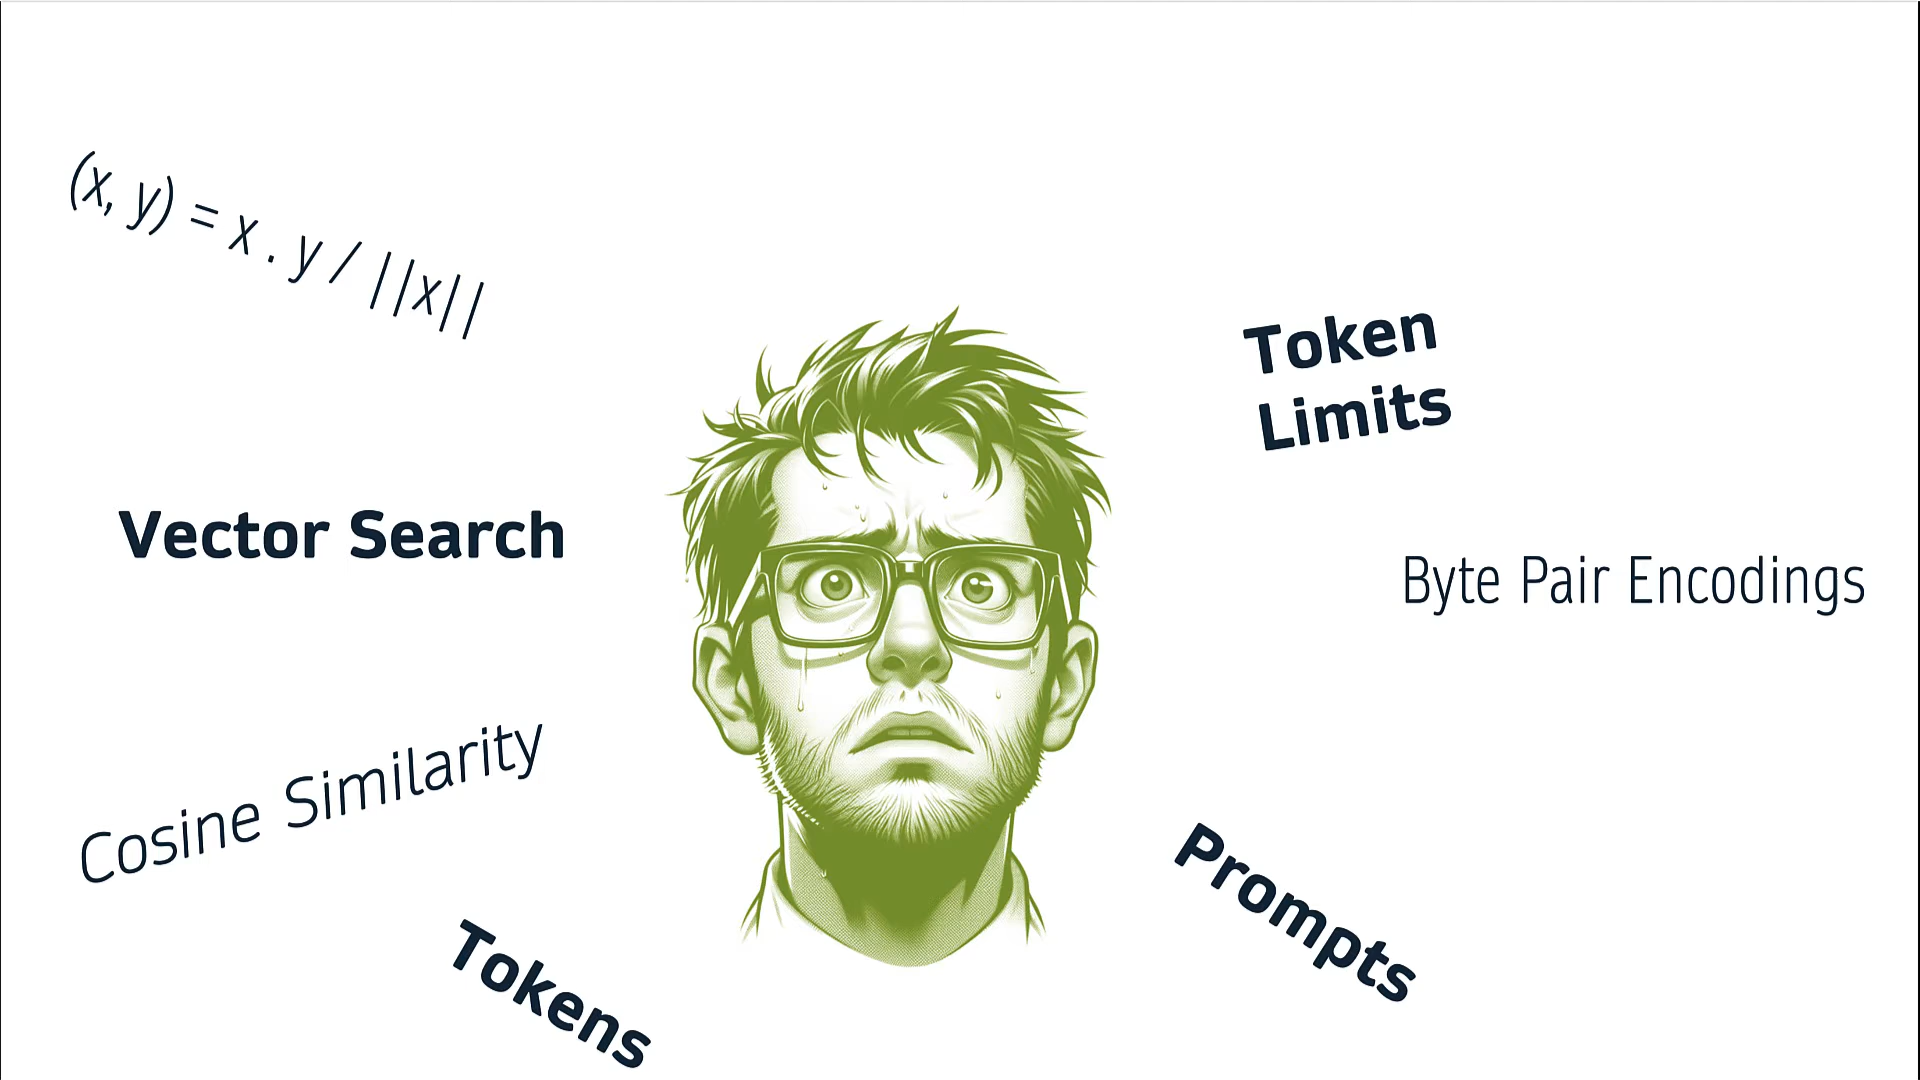 (x, y) = x . y / ||x||
Token
Limits
Vector Search
Byte Pair Encodings
Cosine Similarity
Prompts
Tokens